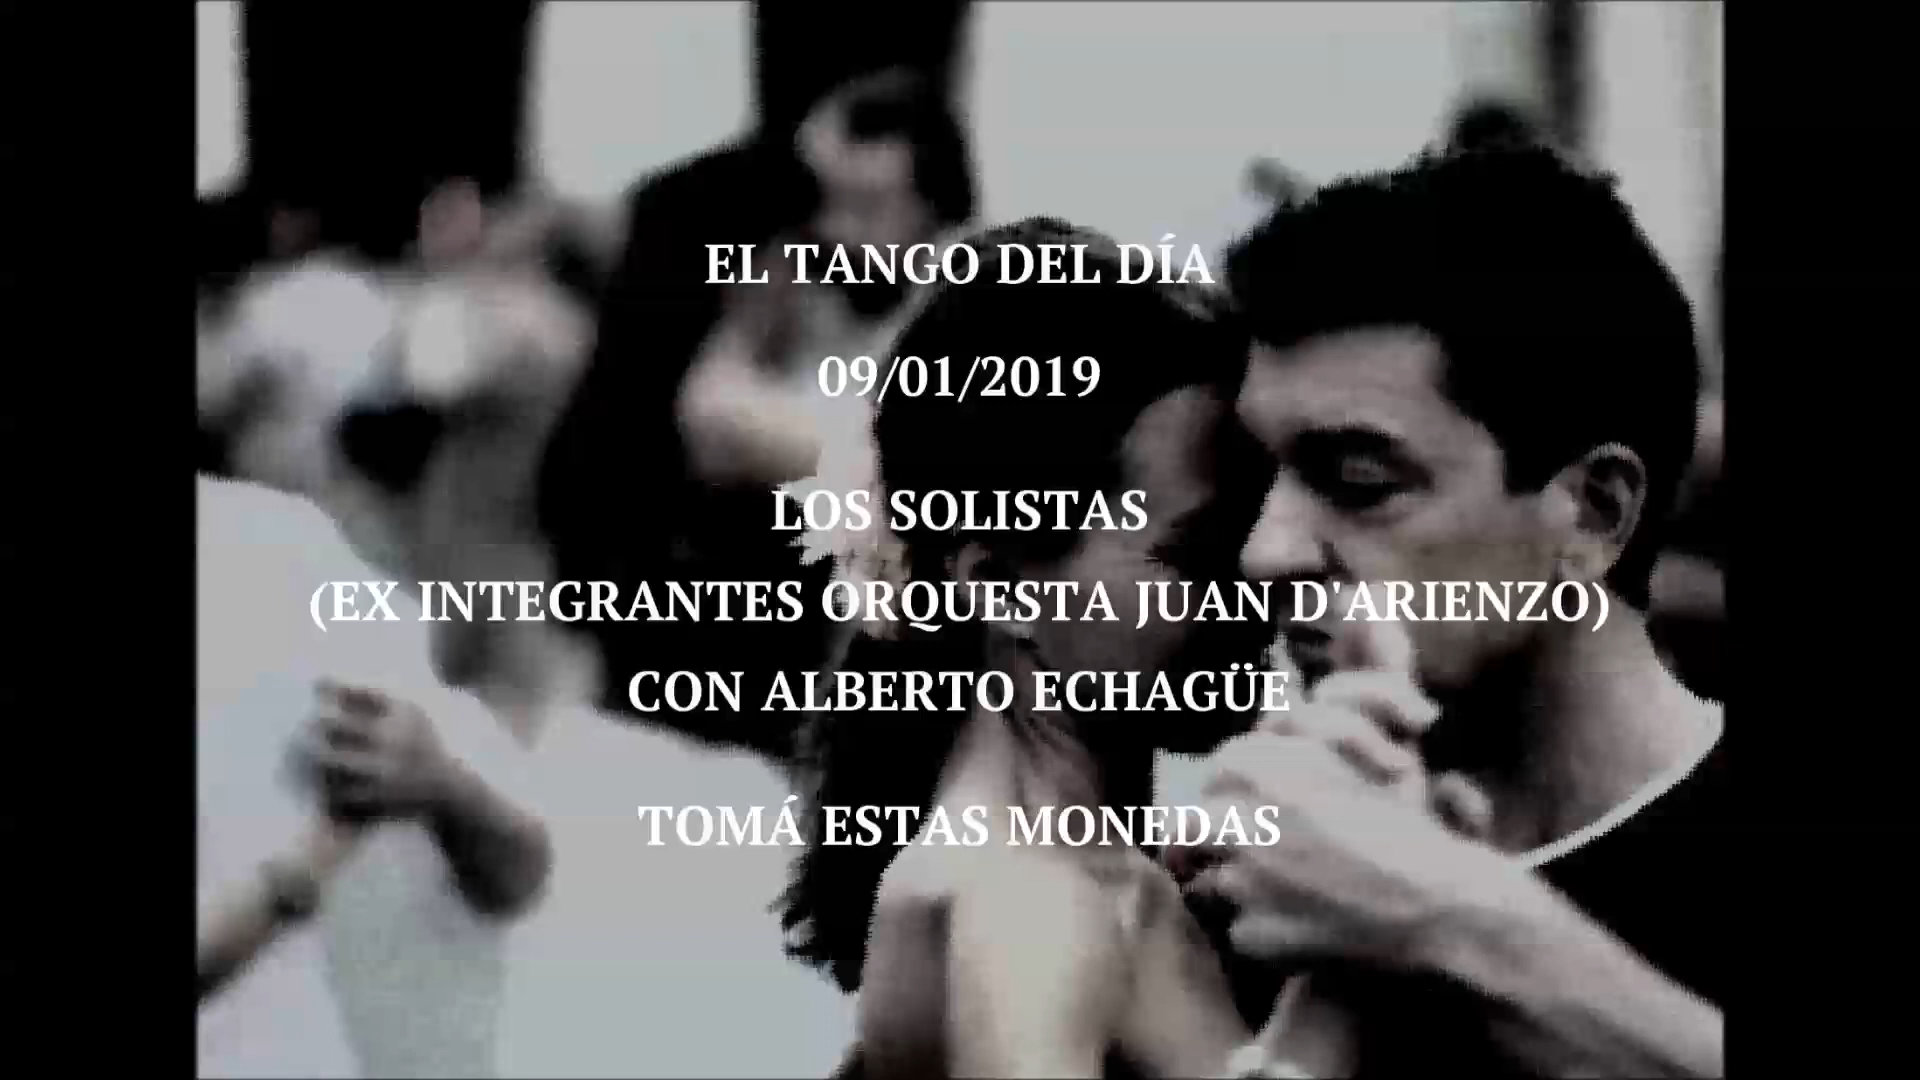 EL TANGO DEL DÍA
09/01/2019
LOS SOLISTAS
(EX INTEGRANTES ORQUESTA JUAN D'ARIENZO)
CON ALBERTO ECHAGÜE
TOMÁ ESTAS MONEDAS